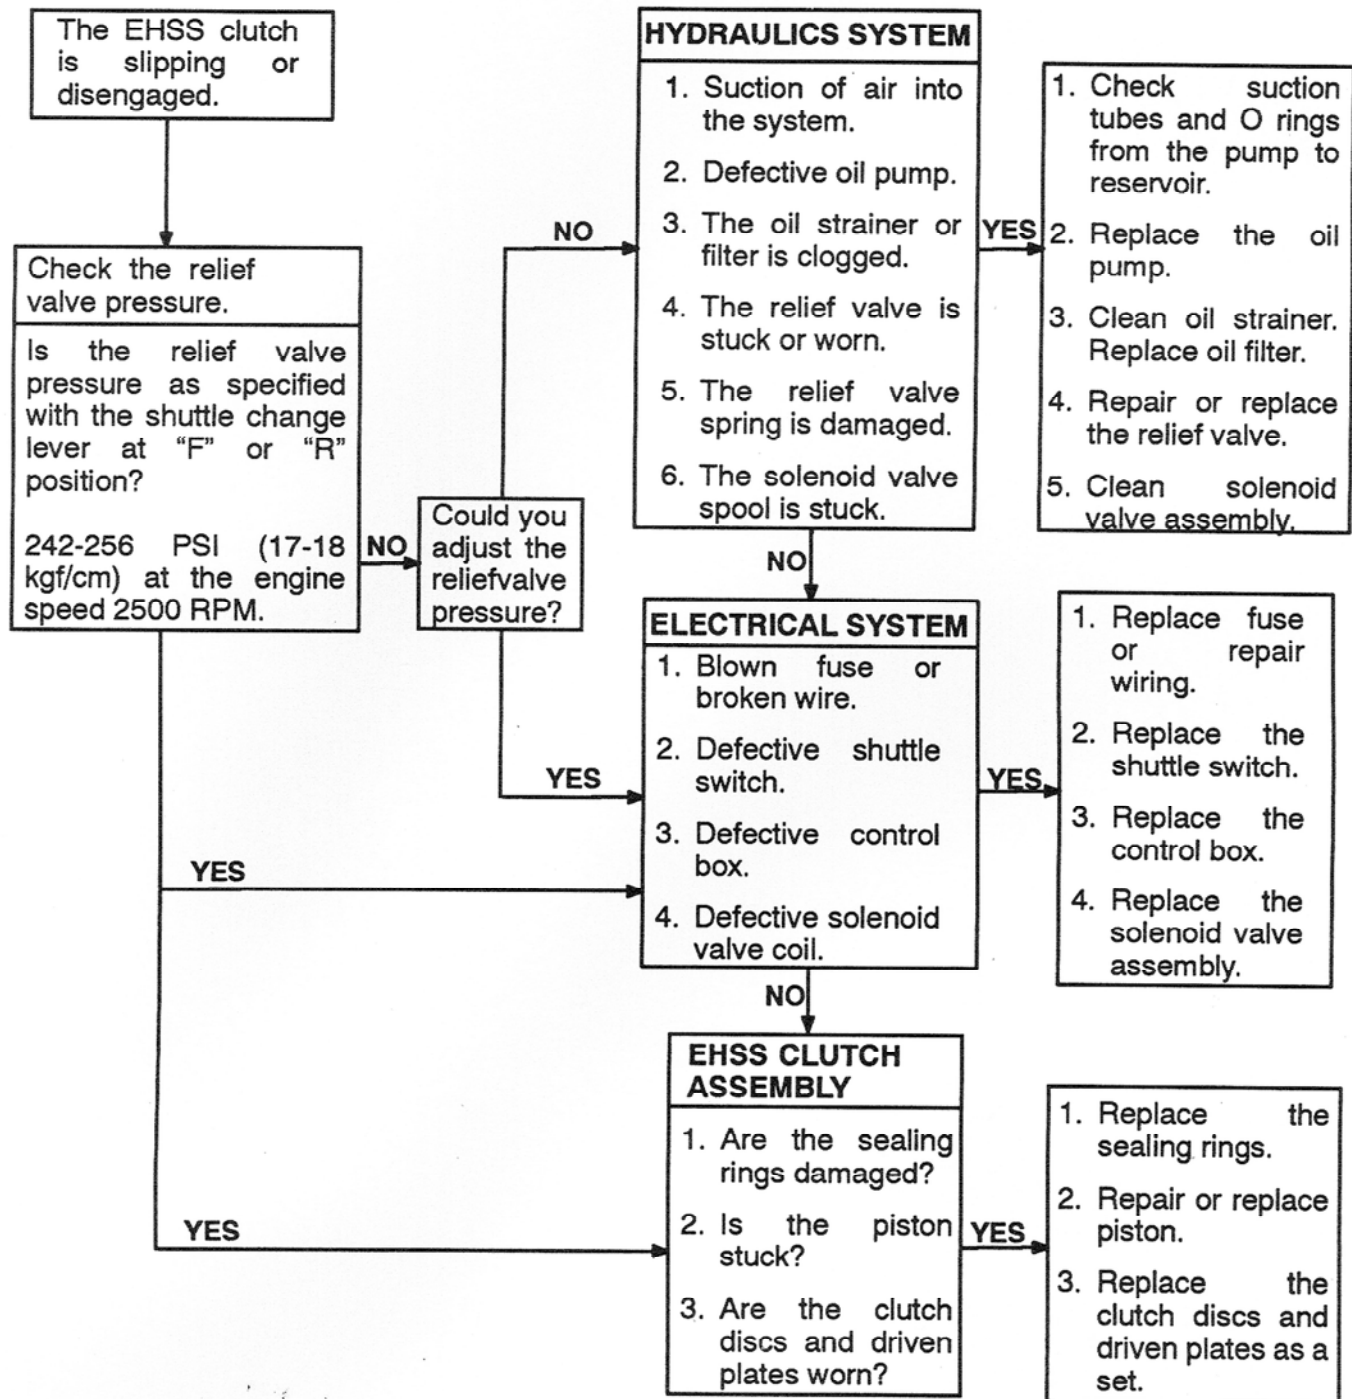 The EHSS clutch
is slipping or
disengaged.
Check the relief
valve pressure.
Is the relief valve
pressure as specified
with the shuttle change
lever at “F” or “R”
position?
242-256 PSI (17-18
kgf/cm) at the engine
speed 2500 RPM.
NO
Could you
adjust the
reliefvalve
pressure?
NO
YES
YES
YES
HYDRAULICS SYSTEM
1. Suction of air into
the system.
2. Defective oil pump.
3. The oil strainer or
filter is clogged.
4. The relief valve is
stuck or worn.
5. The relief valve
spring is damaged.
6. The solenoid valve
spool is stuck.
YES
1. Check suction
tubes and O rings
from the pump to
reservoir.
2. Replace the oil
pump.
3. Clean oil strainer.
Replace oil filter.
4. Repair or replace
the relief valve.
5. Clean solenoid
valve assembly.
NO
ELECTRICAL SYSTEM
1. Blown fuse or
broken wire.
2. Defective shuttle
switch.
3. Defective control
box.
4. Defective solenoid
valve coil.
YES
1. Replace fuse
or repair
wiring.
2. Replace the
shuttle switch.
3. Replace the
control box.
4. Replace the
solenoid valve
assembly.
NO
EHSS CLUTCH
ASSEMBLY
1. Are the sealing
rings damaged?
2. Is the piston
stuck?
3. Are the clutch
discs and driven
plates worn?
YES
1. Replace the
sealing rings.
2. Repair or replace
piston.
3. Replace the
clutch discs and
driven plates as a
set.